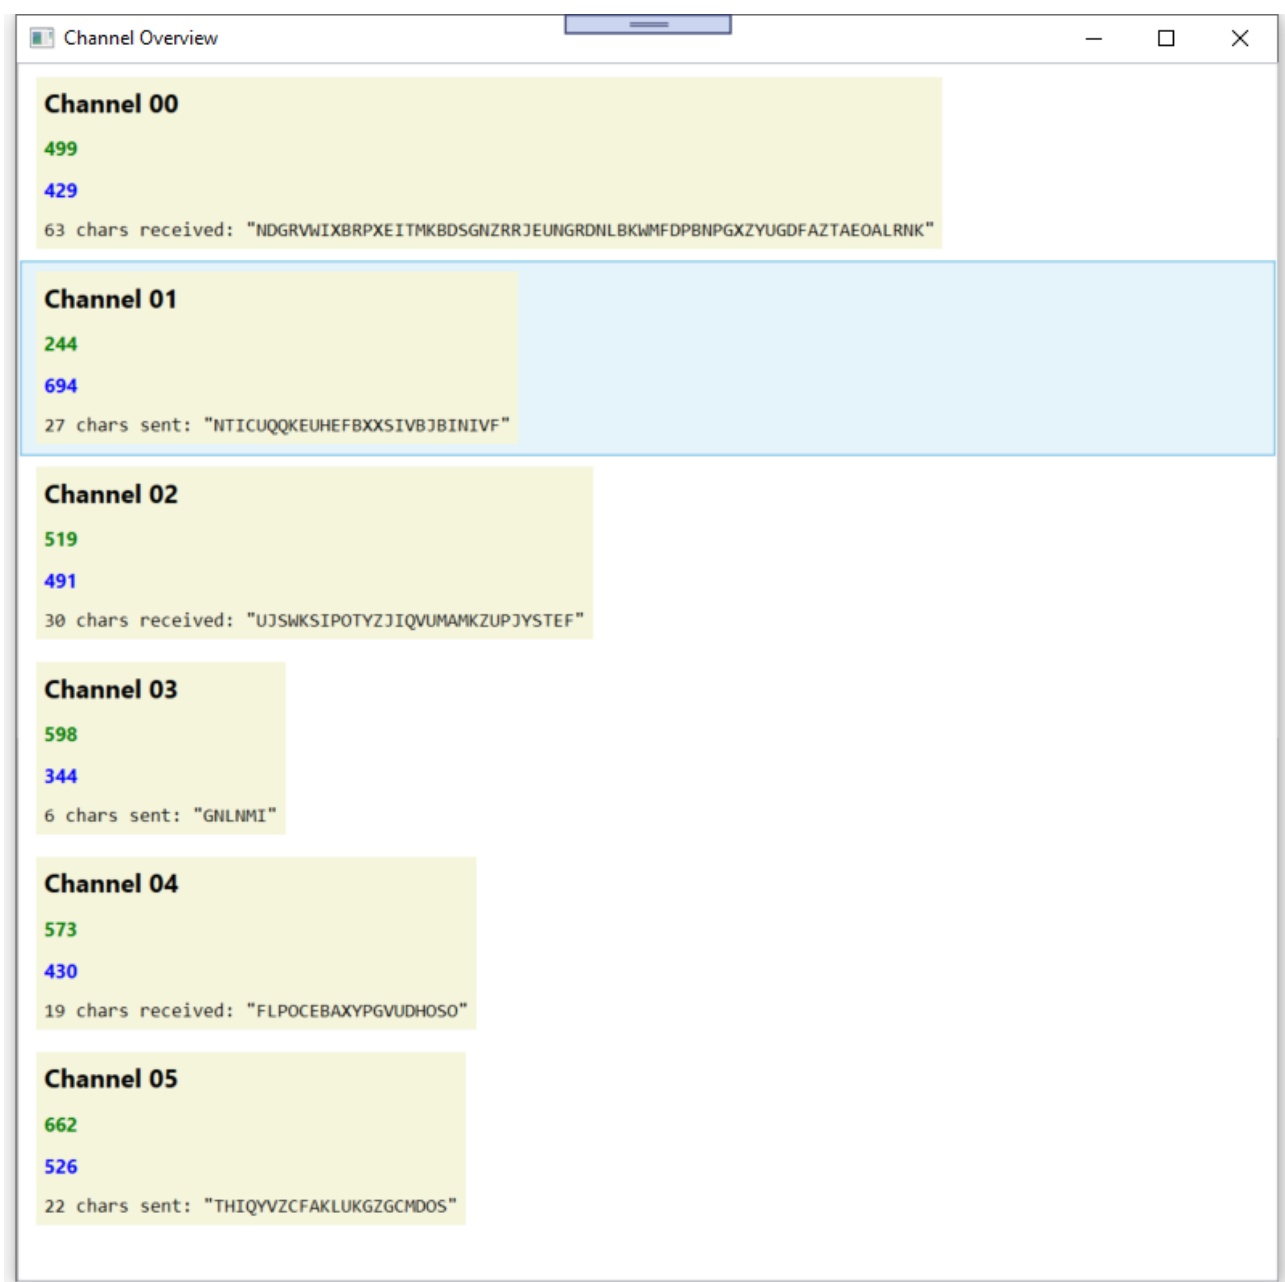 Channel Overview
Channel 00
499
429
63 chars received: "NDGRVWIXBRPXEITMKBDSGNZRRJEUNGRDNLBKWMFDPBNPGXZYUGDFAZTAEOALRNK"
Channel 01
244
694
27 chars sent: "NTICUQQKEUHEFBXXSIVBJBINIVF"
Channel 02
519
491
30 chars received: "UJSWKSIPOTYZJIQVUMAMKZUPJYSTEF"
Channel 03
598
344
6 chars sent: "GNLNMI"
Channel 04
573
430
19 chars received: "FLPOCEBAXYPGVUDHOSO"
Channel 05
662
526
22 chars sent: "THIQYVZCFAKLUKGZGCMDOS"